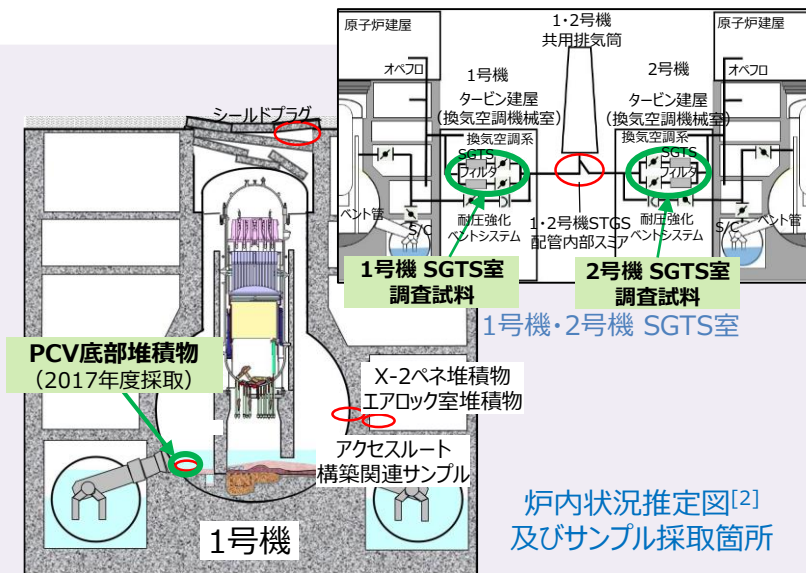 原子炉建屋
1・2号機
共用排気筒
原子炉建屋
オペフロ
1号機
タービン建屋
(換気空調機械室)
換気空調系
SGTS
フィルタ
2号機
タービン建屋
(換気空調機械室)
換気空調系
SGTS
フィルタ
オペフロ
ベント管
S/C
耐圧強化
ベントシステム
1・2号機STGS
配管内部スミア
耐圧強化
ベントシステム
S/C
ベント管
1号機 SGTS室
調査試料
2号機 SGTS室
調査試料
1号機・2号機 SGTS室
シールドプラグ
PCV底部堆積物
(2017年度採取)
X-2ペネ堆積物
エアロック室堆積物
アクセスルート
構築関連サンプル
1号機
炉内状況推定図[2]
及びサンプル採取箇所